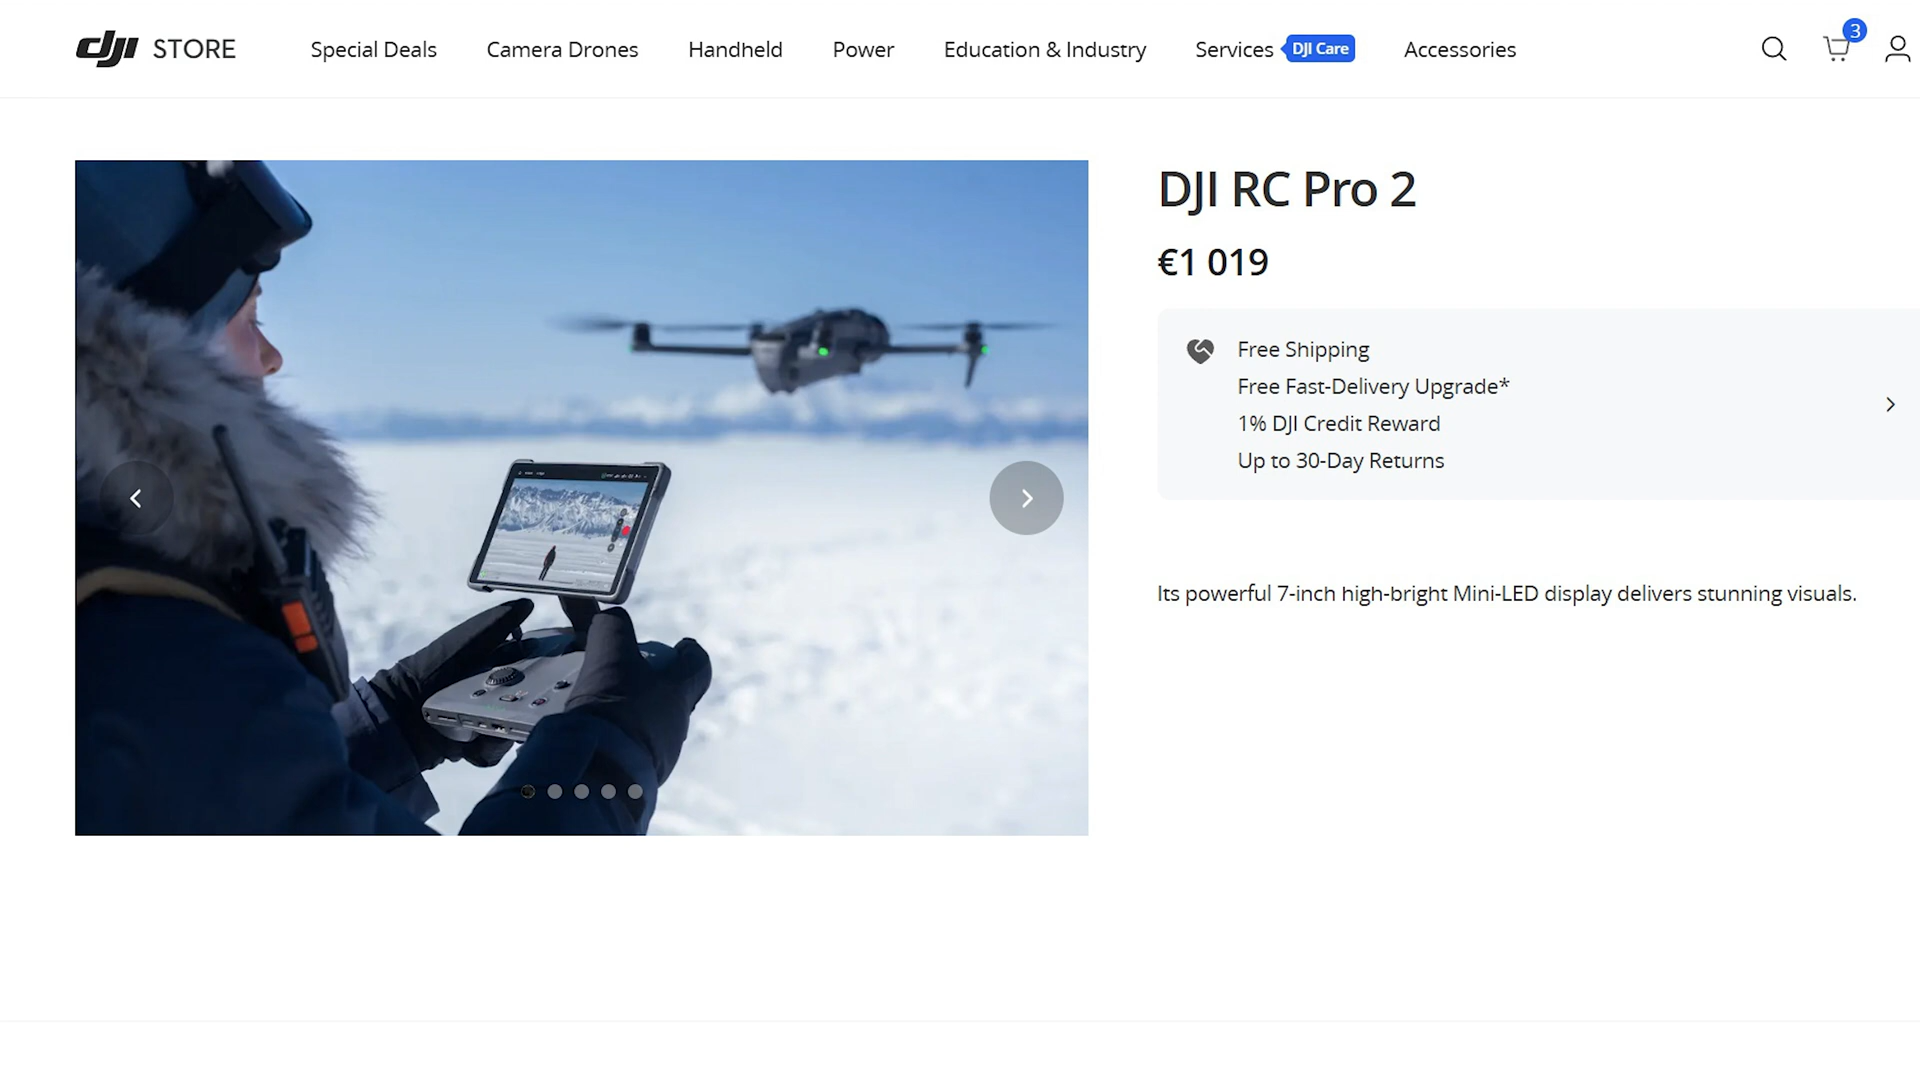 dji STORE
Special Deals
Camera Drones
Handheld
Power
Education & Industry
Services
DJI Care
Accessories
3
DJI RC Pro 2
€1 019
Free Shipping
Free Fast-Delivery Upgrade*
1% DJI Credit Reward
Up to 30-Day Returns
Its powerful 7-inch high-bright Mini-LED display delivers stunning visuals.